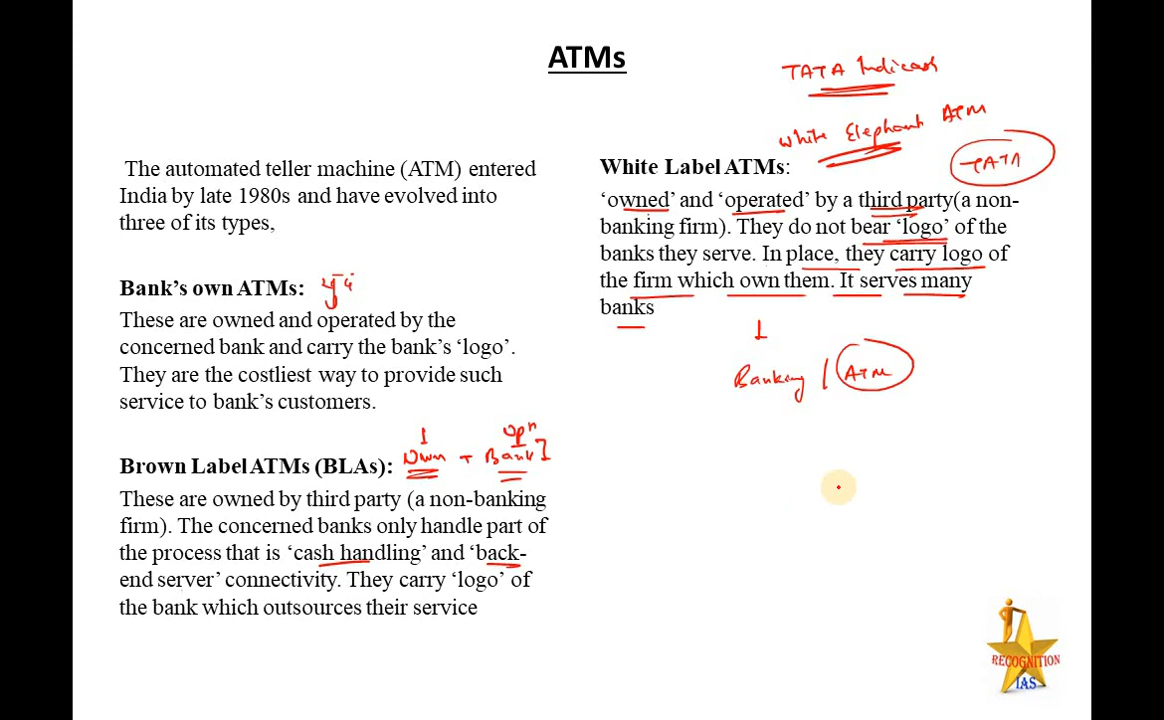 ATMs
TATA Indicash
White Elephant ATM
TATA
The automated teller machine (ATM) entered
India by late 1980s and have evolved into
three of its types,
Bank's own ATMs:
These are owned and operated by the
concerned bank and carry the bank's ‘logo’.
They are the costliest way to provide such
service to bank's customers.
Opn
Brown Label ATMs (BLAs): Own + Bank
These are owned by third party (a non-banking
firm). The concerned banks only handle part of
the process that is ‘cash handling’ and ‘back-
end server’ connectivity. They carry ‘logo’ of
the bank which outsources their service
White Label ATMs:
‘owned’ and ‘operated’ by a third party(a non-
banking firm). They do not bear ‘logo’ of the
banks they serve. In place, they carry logo of
the firm which own them. It serves many
banks
Banking / ATM
RECOGNITION
IAS